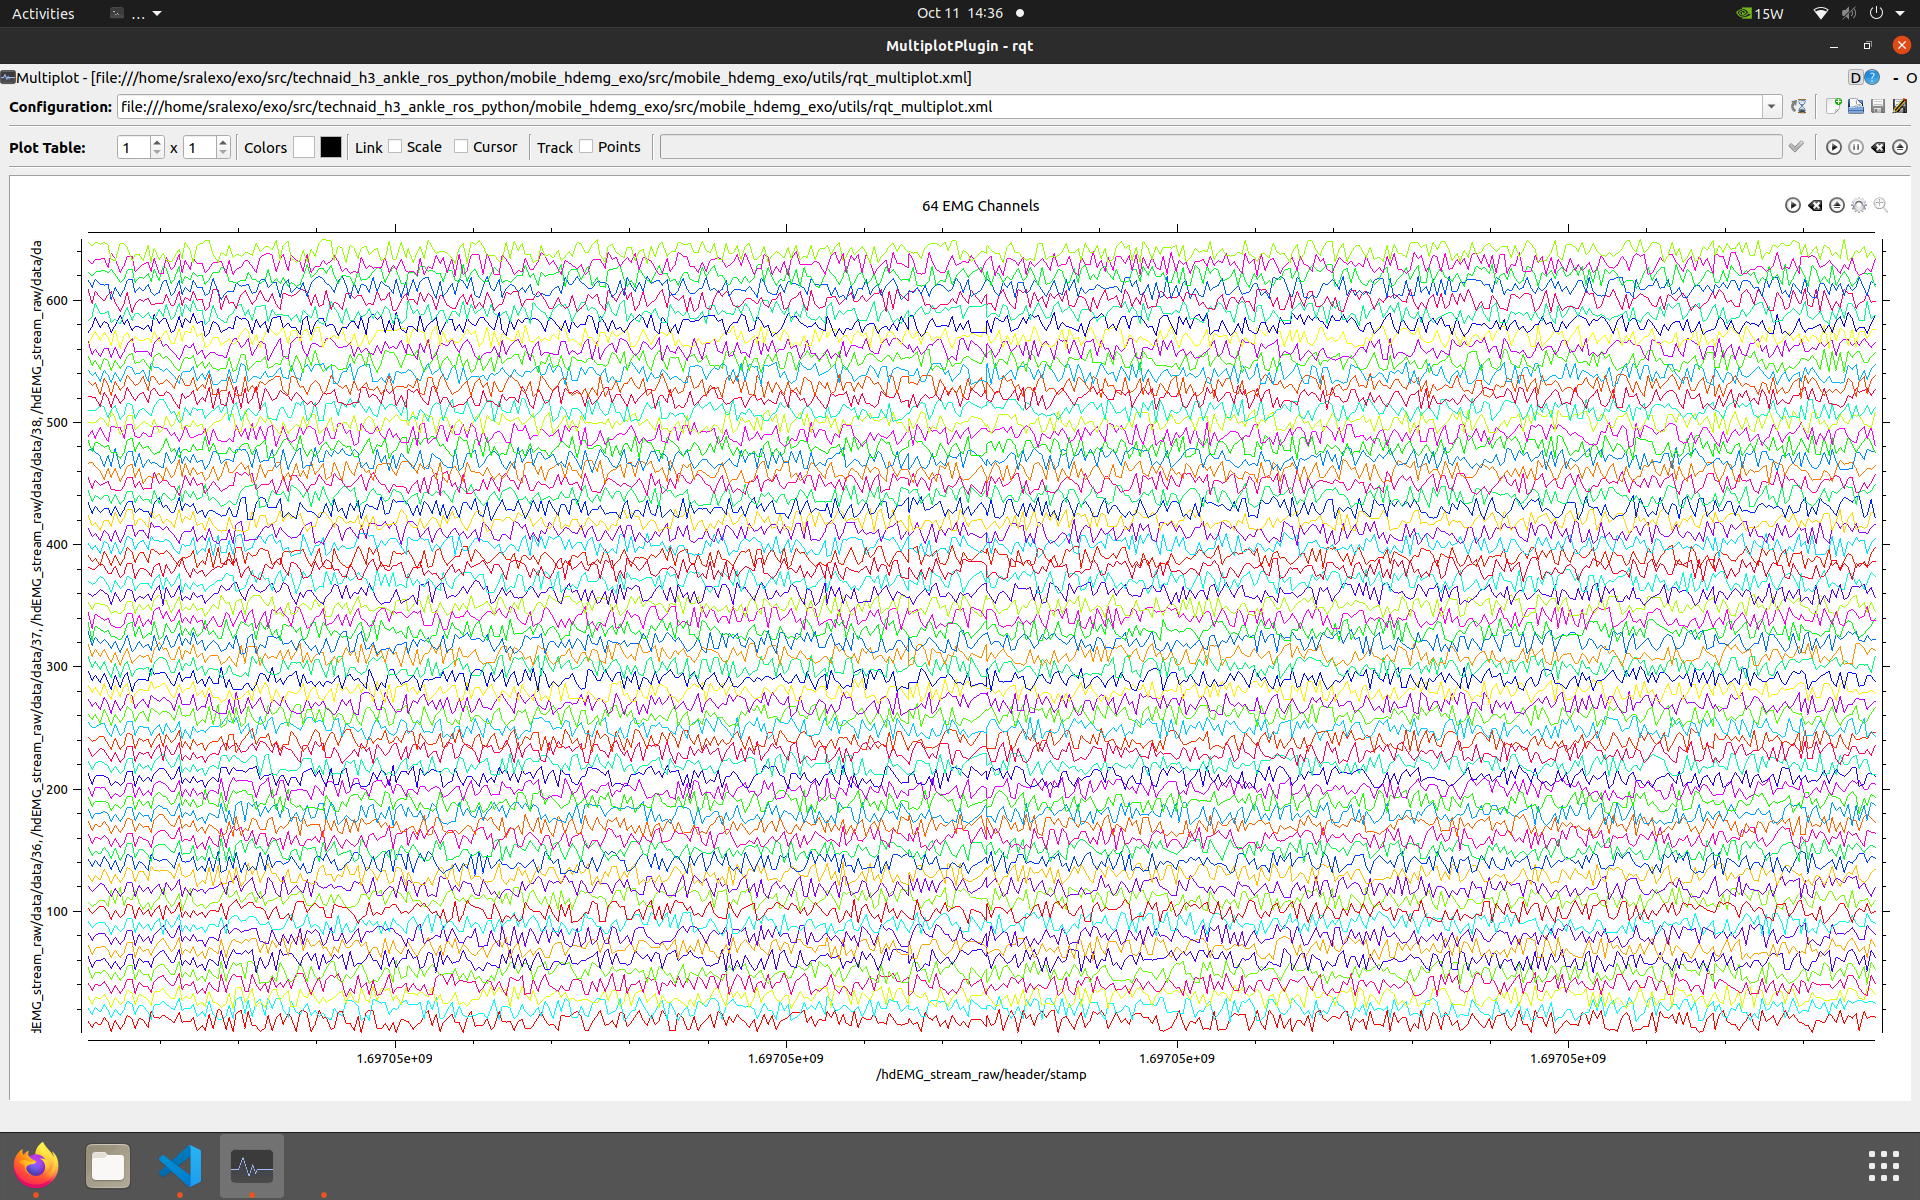 Activities ... Oct 11 14:36 15W
MultiplotPlugin - rqt
Multiplot - [file:///home/sralexo/exo/src/technaid_h3_ankle_ros_python/mobile_hdemg_exo/src/mobile_hdemg_exo/utils/rqt_multiplot.xml] D ? - O
Configuration: file:///home/sralexo/exo/src/technaid_h3_ankle_ros_python/mobile_hdemg_exo/src/mobile_hdemg_exo/utils/rqt_multiplot.xml
Plot Table: 1 x 1 Colors Link Scale Cursor Track Points
64 EMG Channels
dEMG_stream_raw/data/data/36, /hdEMG_stream_raw/data/data/37, /hdEMG_stream_raw/data/data/38, /hdEMG_stream_raw/data/da
600
500
400
300
200
100
1.69705e+09 1.69705e+09 1.69705e+09 1.69705e+09
/hdEMG_stream_raw/header/stamp